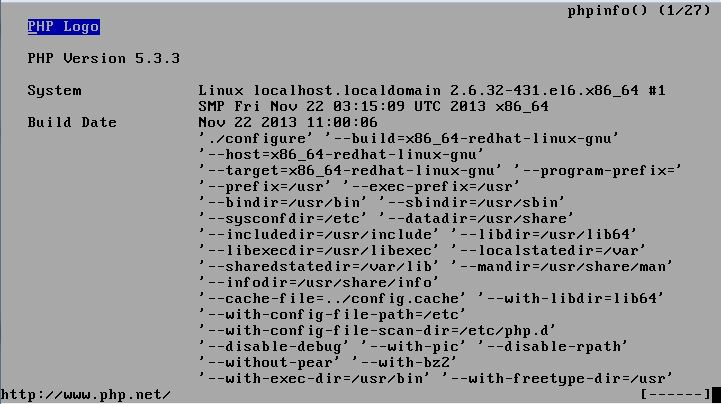 phpinfo() (1/27)
PHP Logo
PHP Version 5.3.3
System Linux localhost.localdomain 2.6.32-431.el6.x86_64 #1
SMP Fri Nov 22 03:15:09 UTC 2013 x86_64
Build Date Nov 22 2013 11:00:06
'./configure' '--build=x86_64-redhat-linux-gnu'
'--host=x86_64-redhat-linux-gnu'
'--target=x86_64-redhat-linux-gnu' '--program-prefix='
'--prefix=/usr' '--exec-prefix=/usr'
'--bindir=/usr/bin' '--sbindir=/usr/sbin'
'--sysconfdir=/etc' '--datadir=/usr/share'
'--includedir=/usr/include' '--libdir=/usr/lib64'
'--libexecdir=/usr/libexec' '--localstatedir=/var'
'--sharedstatedir=/var/lib' '--mandir=/usr/share/man'
'--infodir=/usr/share/info'
'--cache-file=../config.cache' '--with-libdir=lib64'
'--with-config-file-path=/etc'
'--with-config-file-scan-dir=/etc/php.d'
'--disable-debug' '--with-pic' '--disable-rpath'
'--without-pear' '--with-bz2'
'--with-exec-dir=/usr/bin' '--with-freetype-dir=/usr'
http://www.php.net/ [------]